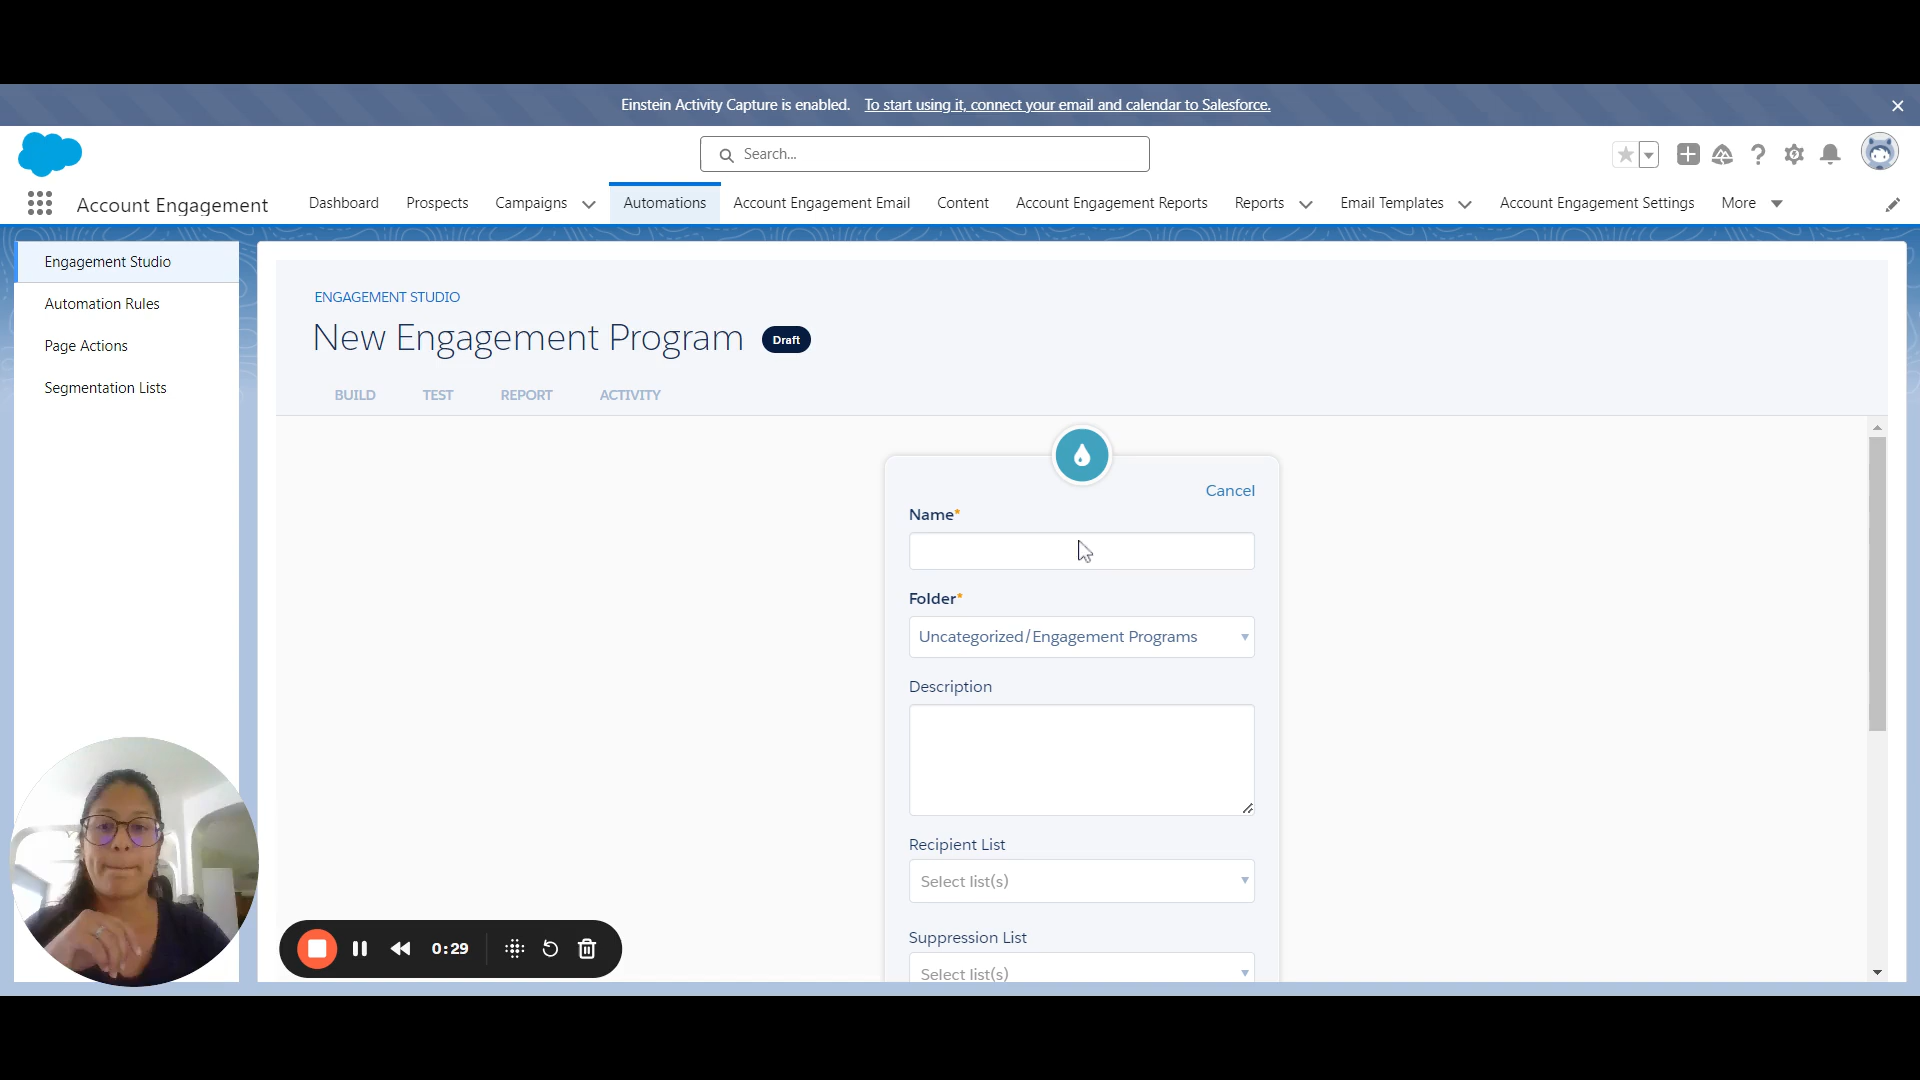 Einstein Activity Capture is enabled. To start using it, connect your email and calendar to Salesforce.
Search...
Account Engagement Dashboard Prospects Campaigns Automations Account Engagement Email Content Account Engagement Reports Reports Email Templates Account Engagement Settings More
Engagement Studio
Automation Rules
Page Actions
Segmentation Lists
ENGAGEMENT STUDIO
New Engagement Program Draft
BUILD TEST REPORT ACTIVITY
Cancel
Name*
Folder*
Uncategorized/Engagement Programs
Description
Recipient List
Select list(s)
Suppression List
Select list(s)
0:29